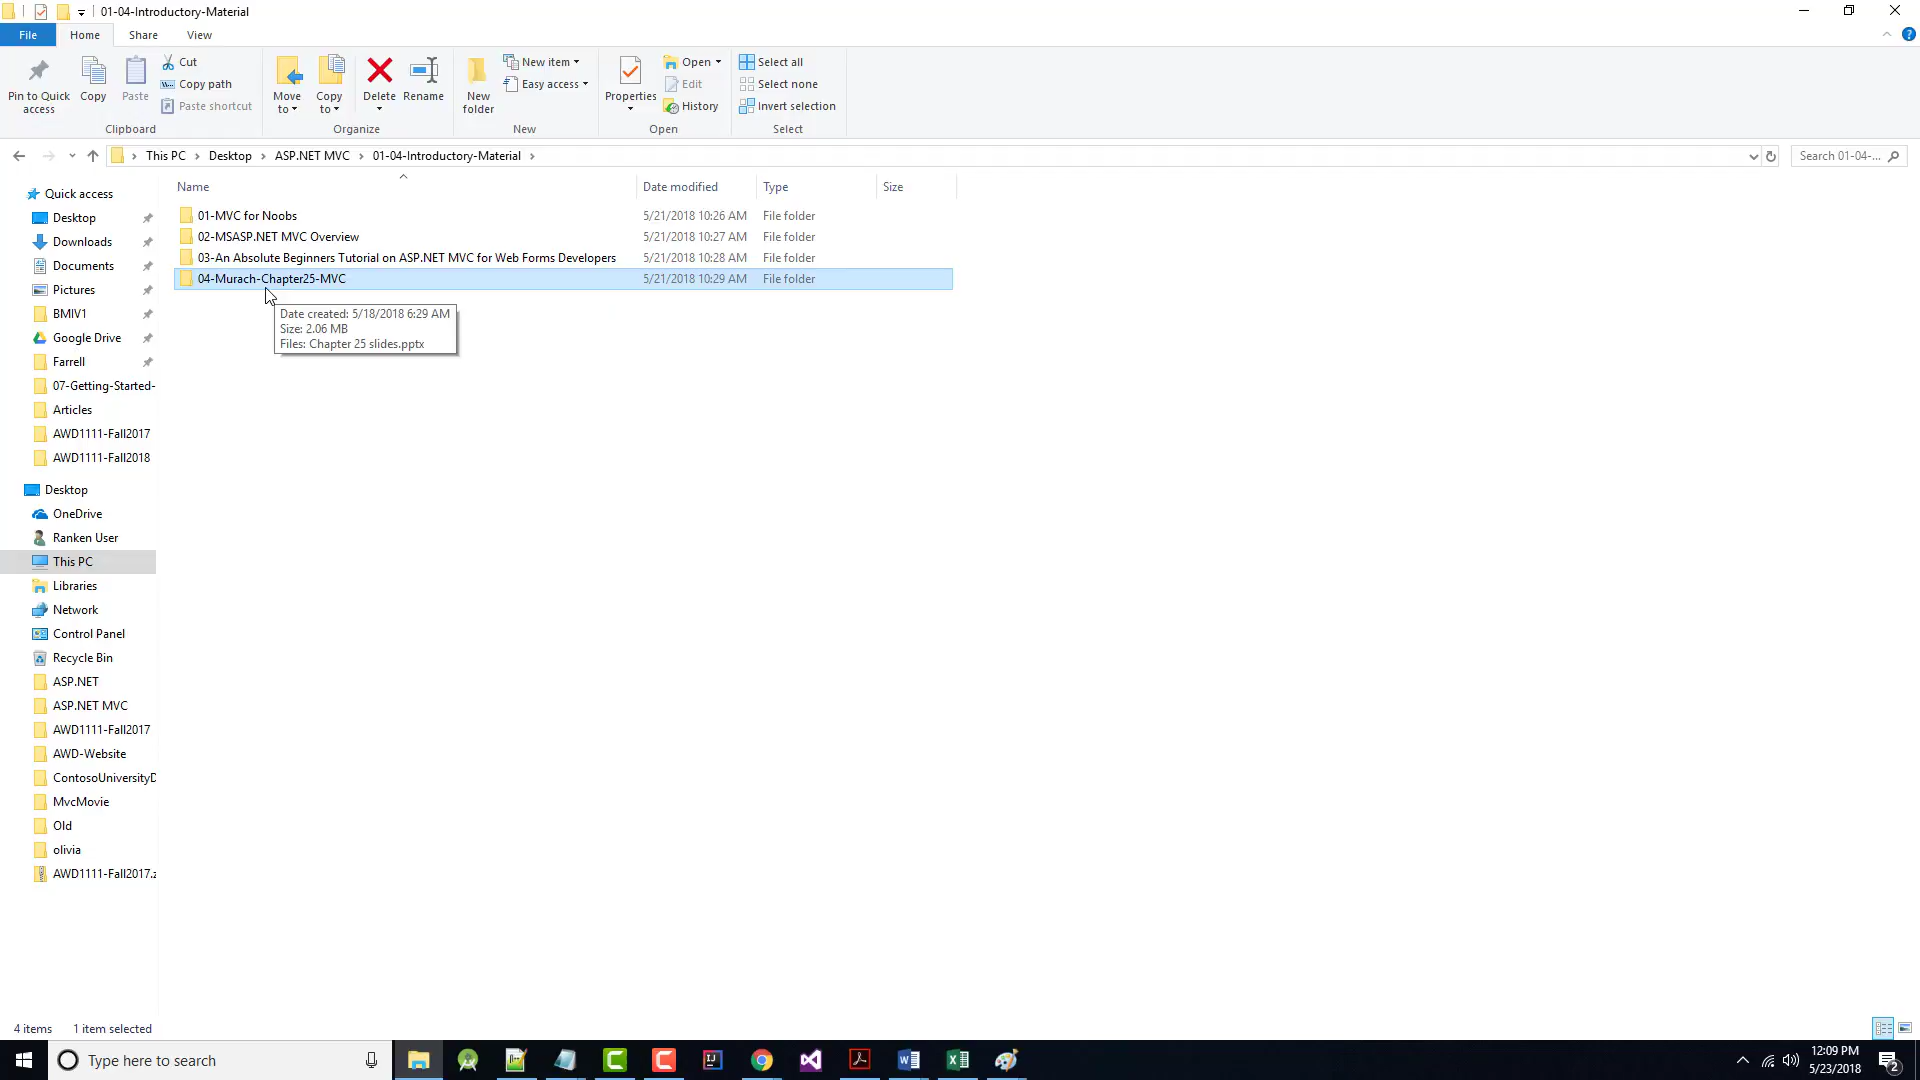 01-04-Introductory-Material
File Home Share View
Pin to Quick access
Copy
Paste
Cut
Copy path
Paste shortcut
Clipboard
Move to
Copy to
Delete
Rename
Organize
New folder
New item
Easy access
New
Properties
Open
Edit
History
Open
Select all
Select none
Invert selection
Select
This PC > Desktop > ASP.NET MVC > 01-04-Introductory-Material >
Search 01-04-...
Name Date modified Type Size
01-MVC for Noobs 5/21/2018 10:26 AM File folder
02-MSASP.NET MVC Overview 5/21/2018 10:27 AM File folder
03-An Absolute Beginners Tutorial on ASP.NET MVC for Web Forms Developers 5/21/2018 10:28 AM File folder
04-Murach-Chapter25-MVC 5/21/2018 10:29 AM File folder
Date created: 5/18/2018 6:29 AM
Size: 2.06 MB
Files: Chapter 25 slides.pptx
Quick access
Desktop
Downloads
Documents
Pictures
BMIV1
Google Drive
Farrell
07-Getting-Started-
Articles
AWD1111-Fall2017
AWD1111-Fall2018
Desktop
OneDrive
Ranken User
This PC
Libraries
Network
Control Panel
Recycle Bin
ASP.NET
ASP.NET MVC
AWD1111-Fall2017
AWD-Website
ContosoUniversityD
MvcMovie
Old
olivia
AWD1111-Fall2017.z
4 items 1 item selected
Type here to search
12:09 PM
5/23/2018
2